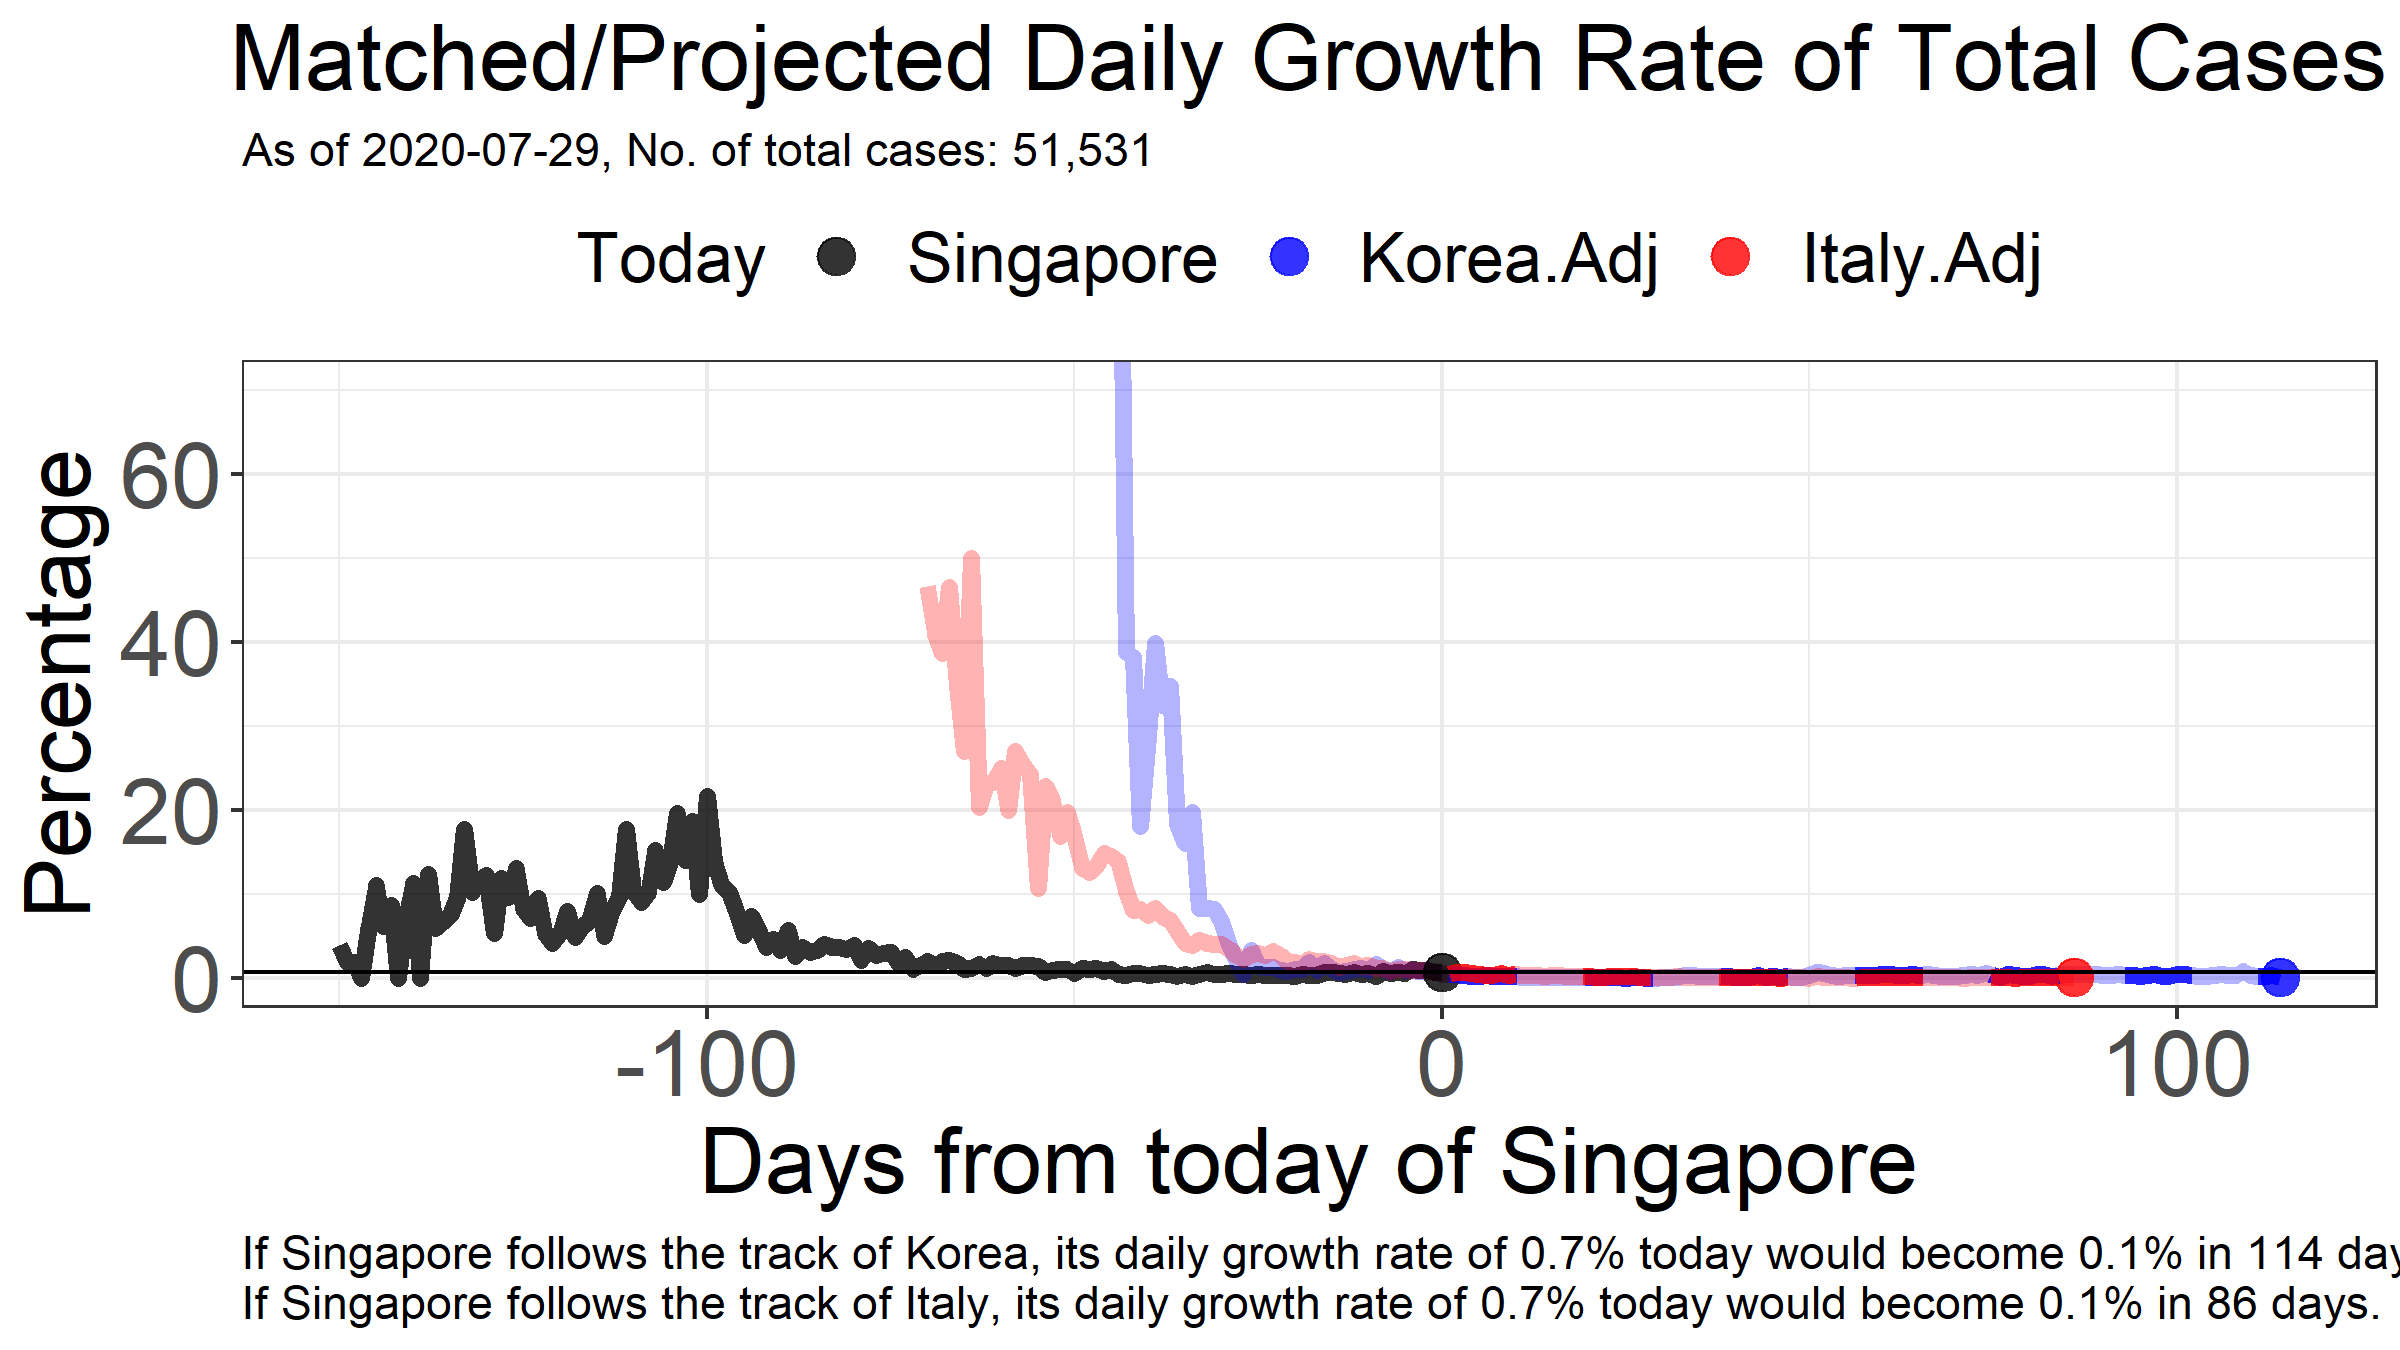 Matched/Projected Daily Growth Rate of Total Cases
As of 2020-07-29, No. of total cases: 51,531
Today Singapore Korea.Adj Italy.Adj
Percentage
60
40
20
0
-100 0 100
Days from today of Singapore
If Singapore follows the track of Korea, its daily growth rate of 0.7% today would become 0.1% in 114 day
If Singapore follows the track of Italy, its daily growth rate of 0.7% today would become 0.1% in 86 days.